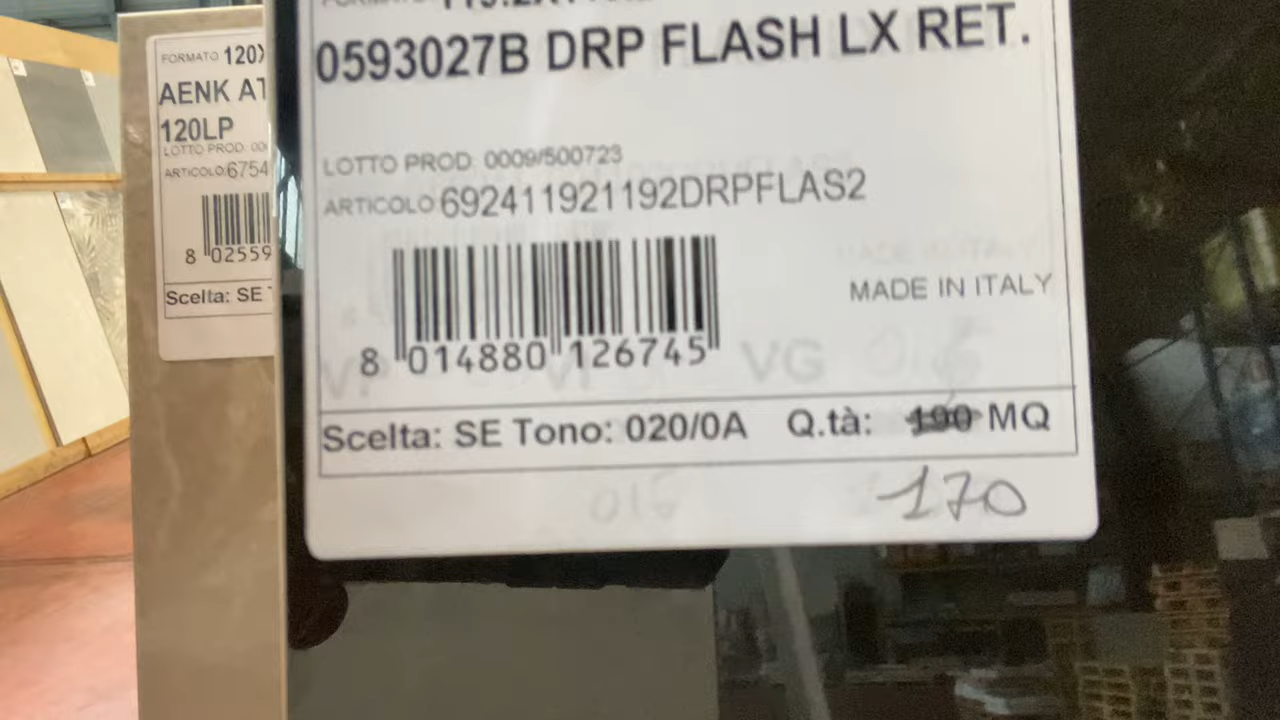 FORMATO 120X
AENK AT
120LP
LOTTO PROD: 00
ARTICOLO:6754
8 02559
Scelta: SE
0593027B DRP FLASH LX RET.
LOTTO PROD: 0009/500723
ARTICOLO:692411921192DRPFLAS2
MADE IN ITALY
8 014880 126745
VG
Scelta: SE Tono: 020/0A Q.tà: 190 MQ
170